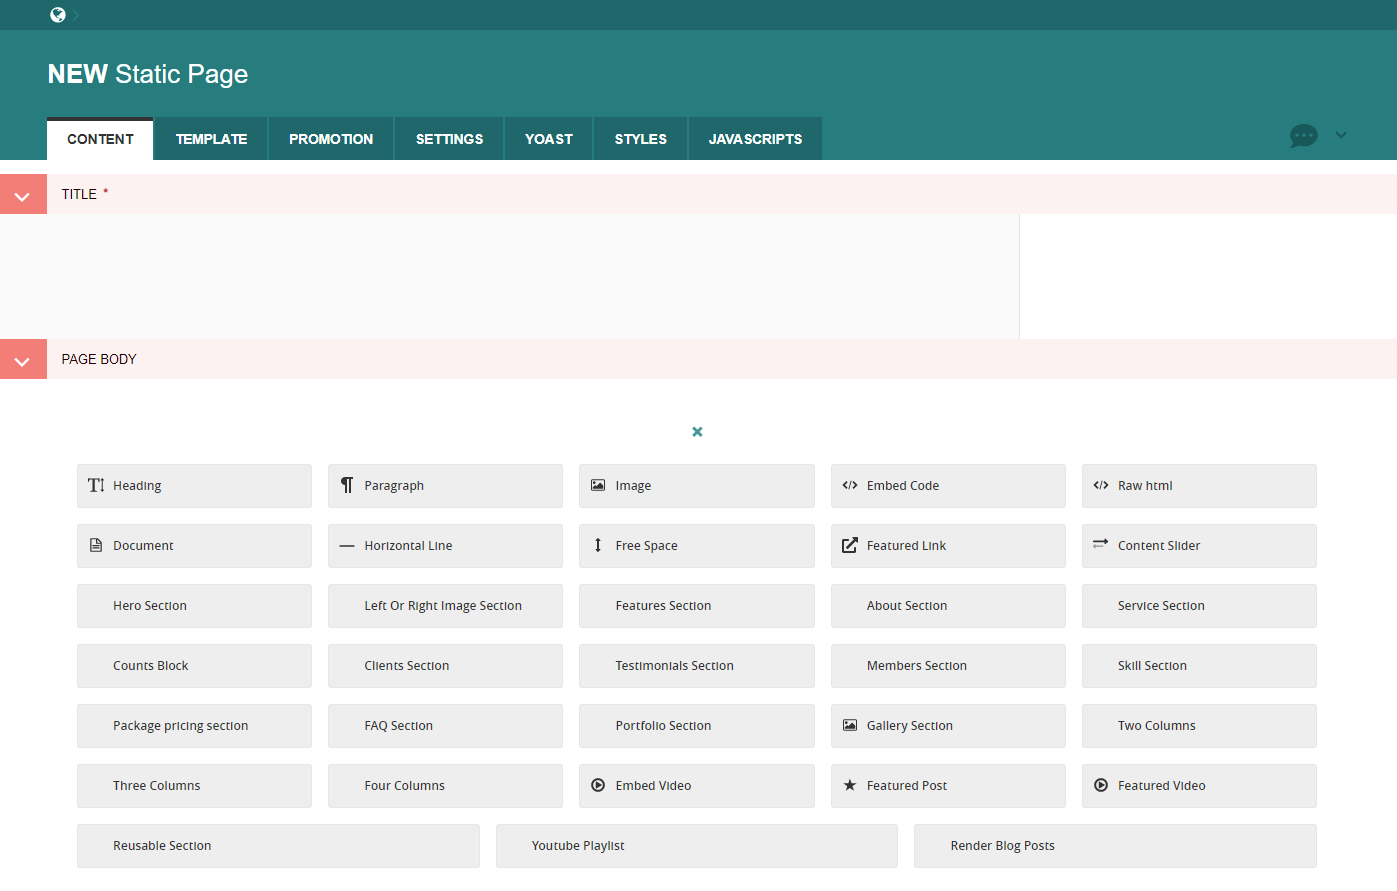 NEW Static Page
CONTENT TEMPLATE PROMOTION SETTINGS YOAST STYLES JAVASCRIPTS
TITLE *
PAGE BODY
Heading Paragraph Image Embed Code Raw html
Document Horizontal Line Free Space Featured Link Content Slider
Hero Section Left Or Right Image Section Features Section About Section Service Section
Counts Block Clients Section Testimonials Section Members Section Skill Section
Package pricing section FAQ Section Portfolio Section Gallery Section Two Columns
Three Columns Four Columns Embed Video Featured Post Featured Video
Reusable Section Youtube Playlist Render Blog Posts